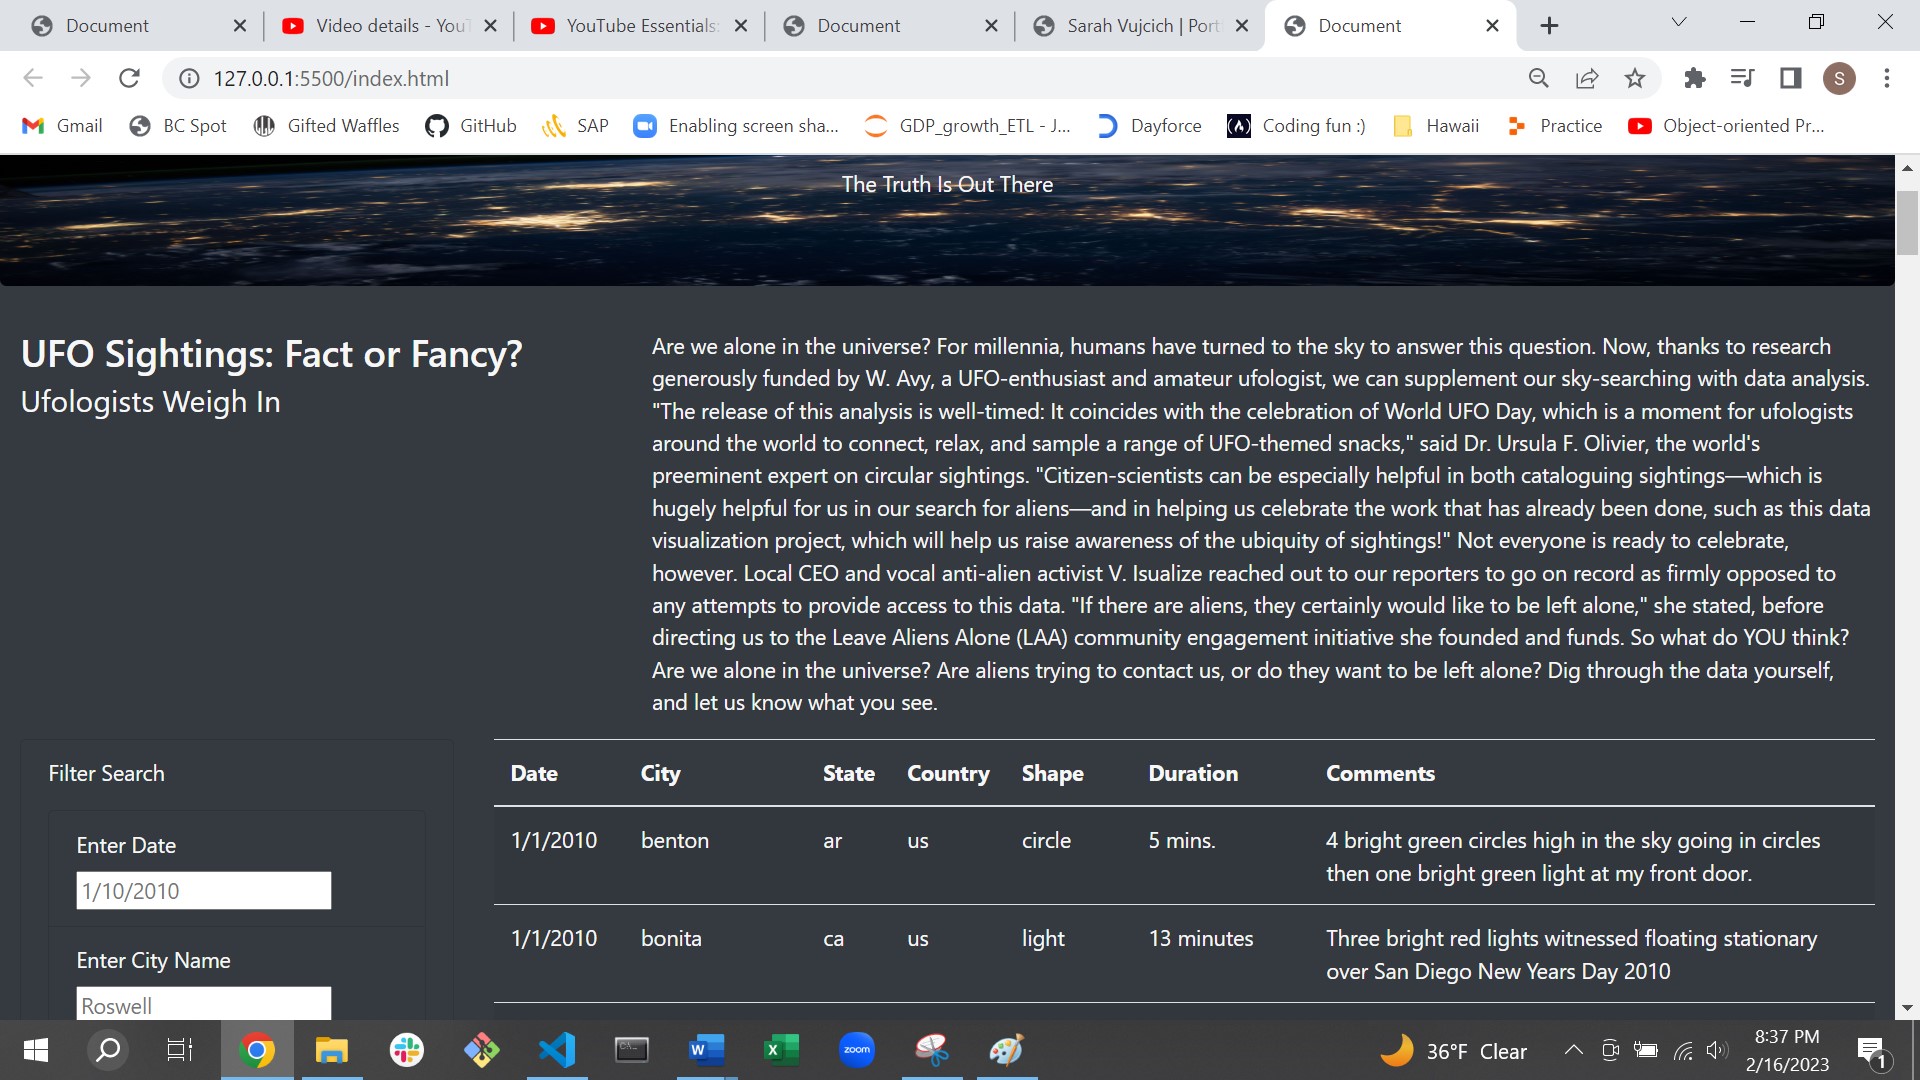 Document
Video details - YouT
YouTube Essentials:
Document
Sarah Vujcich | Port
Document
127.0.0.1:5500/index.html
S
Gmail
BC Spot
Gifted Waffles
GitHub
SAP
Enabling screen sha...
GDP_growth_ETL - J...
Dayforce
Coding fun :)
Hawaii
Practice
Object-oriented Pr...
The Truth Is Out There
UFO Sightings: Fact or Fancy?
Ufologists Weigh In
Are we alone in the universe? For millennia, humans have turned to the sky to answer this question. Now, thanks to research
generously funded by W. Avy, a UFO-enthusiast and amateur ufologist, we can supplement our sky-searching with data analysis.
"The release of this analysis is well-timed: It coincides with the celebration of World UFO Day, which is a moment for ufologists
around the world to connect, relax, and sample a range of UFO-themed snacks," said Dr. Ursula F. Olivier, the world's
preeminent expert on circular sightings. "Citizen-scientists can be especially helpful in both cataloguing sightings—which is
hugely helpful for us in our search for aliens—and in helping us celebrate the work that has already been done, such as this data
visualization project, which will help us raise awareness of the ubiquity of sightings!" Not everyone is ready to celebrate,
however. Local CEO and vocal anti-alien activist V. Isualize reached out to our reporters to go on record as firmly opposed to
any attempts to provide access to this data. "If there are aliens, they certainly would like to be left alone," she stated, before
directing us to the Leave Aliens Alone (LAA) community engagement initiative she founded and funds. So what do YOU think?
Are we alone in the universe? Are aliens trying to contact us, or do they want to be left alone? Dig through the data yourself,
and let us know what you see.
Filter Search
Enter Date
1/10/2010
Enter City Name
Roswell
Date City State Country Shape Duration Comments
1/1/2010 benton ar us circle 5 mins. 4 bright green circles high in the sky going in circles
then one bright green light at my front door.
1/1/2010 bonita ca us light 13 minutes Three bright red lights witnessed floating stationary
over San Diego New Years Day 2010
zoom
36°F Clear
8:37 PM
2/16/2023
1